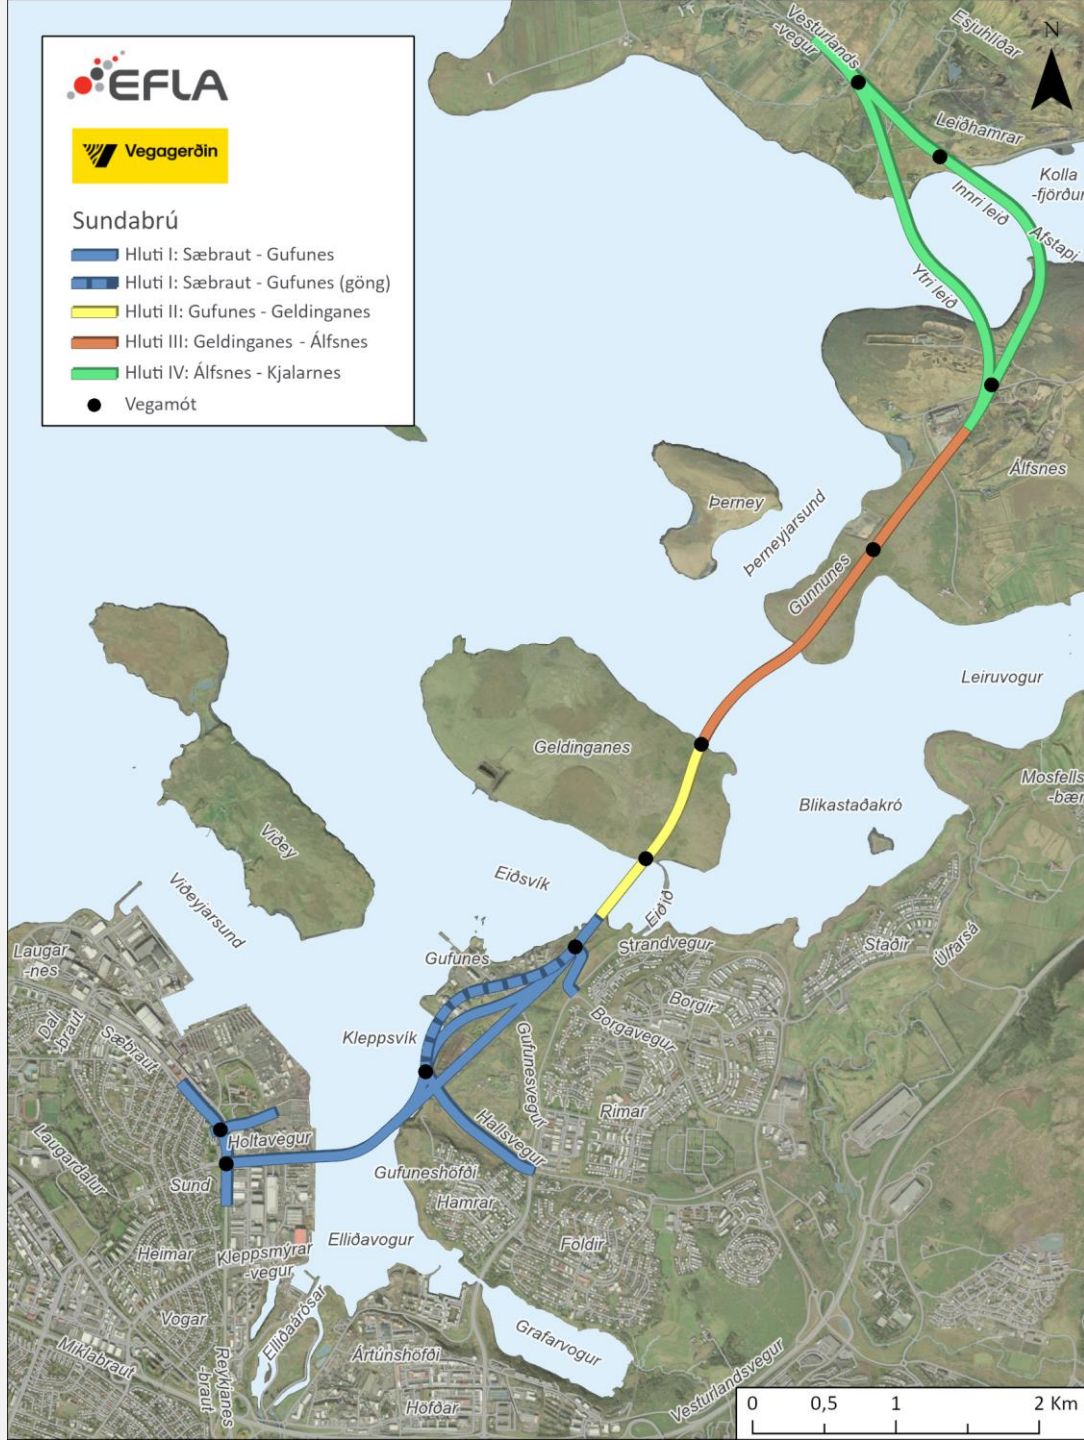 EFLA
Vegagerðin
Sundabrú
Hluti I: Sæbraut - Gufunes
Hluti I: Sæbraut - Gufunes (göng)
Hluti II: Gufunes - Geldinganes
Hluti III: Geldinganes - Álfsnes
Hluti IV: Álfsnes - Kjalarnes
Vegamót
Vesturlands
-vegur
Esjuhlíðar
N
Leiðhamrar
Kolla
-fjörður
Innri leið
Afstapi
Ytri leið
Álfsnes
Þerney
Þerneyjarsund
Gunnunes
Leiruvogur
Geldinganes
Mosfells
-bær
Blikastaðakró
Viðey
Eiðsvík
Eiðið
Viðeyjarsund
Strandvegur
Staðir
Úlfarsá
Laugar
-nes
Gufunes
Borgir
Dal
-braut
Sæbraut
Kleppsvík
Borgavegur
Gufunesvegur
Rimar
Hallsvegur
Holtavegur
Laugardalur
Sund
Gufuneshöfði
Hamrar
Heimar
Kleppsmýrar
-vegur
Elliðavogur
Foldir
Vogar
Elliðaárósar
Grafarvogur
Miklabraut
Reykjanes
-braut
Ártúnshöfði
Höfðar
Vesturlandsvegur
0 0,5 1 2 Km